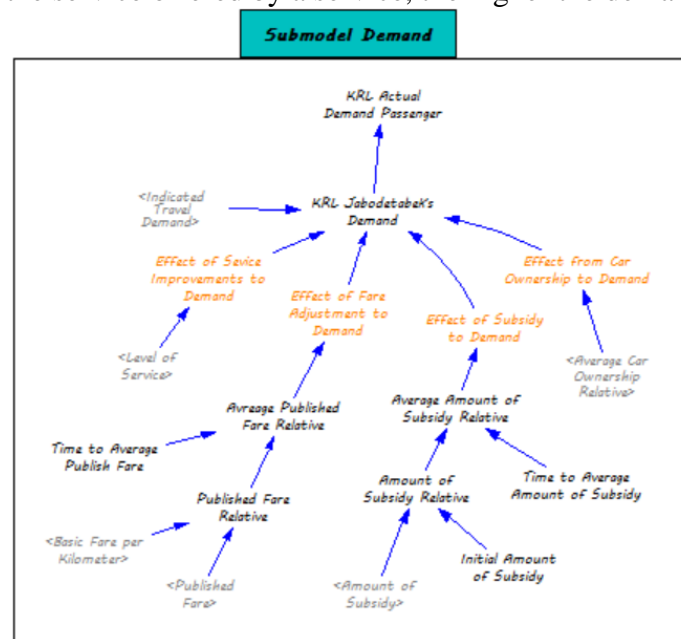 Submodel Demand
KRL Actual
Demand Passenger
<Indicated
Travel
Demand>
KRL Jabodetabek's
Demand
Effect of Sevice
Improvements to
Demand
Effect of Fare
Adjustment to
Demand
Effect of Subsidy
to Demand
Effect from Car
Ownership to Demand
<Level of
Service>
<Average Car
Ownership
Relative>
Avreage Published
Fare Relative
Average Amount of
Subsidy Relative
Time to Average
Publish Fare
Published Fare
Relative
Amount of
Subsidy Relative
Time to Average
Amount of Subsidy
<Basic Fare per
Kilometer>
<Published
Fare>
<Amount of
Subsidy>
Initial Amount
of Subsidy